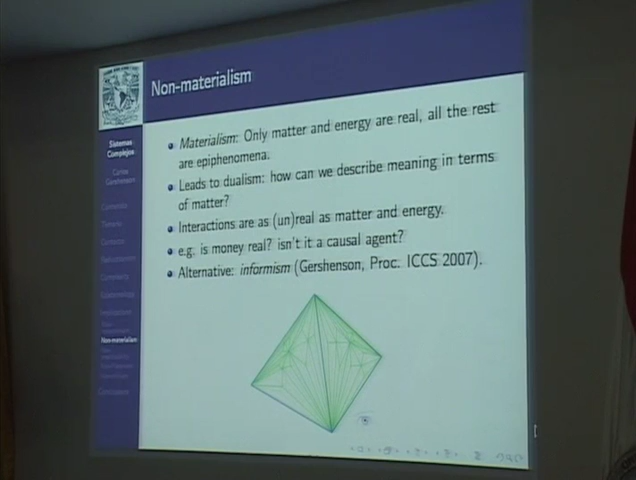 Non-materialism
Sistemas
Complejos
Carlos
Gershenson
Non-materialism
Materialism: Only matter and energy are real, all the rest
are epiphenomena.
Leads to dualism: how can we describe meaning in terms
of matter?
Interactions are as (un)real as matter and energy.
e.g. is money real? isn't it a causal agent?
Alternative: informism (Gershenson, Proc. ICCS 2007).